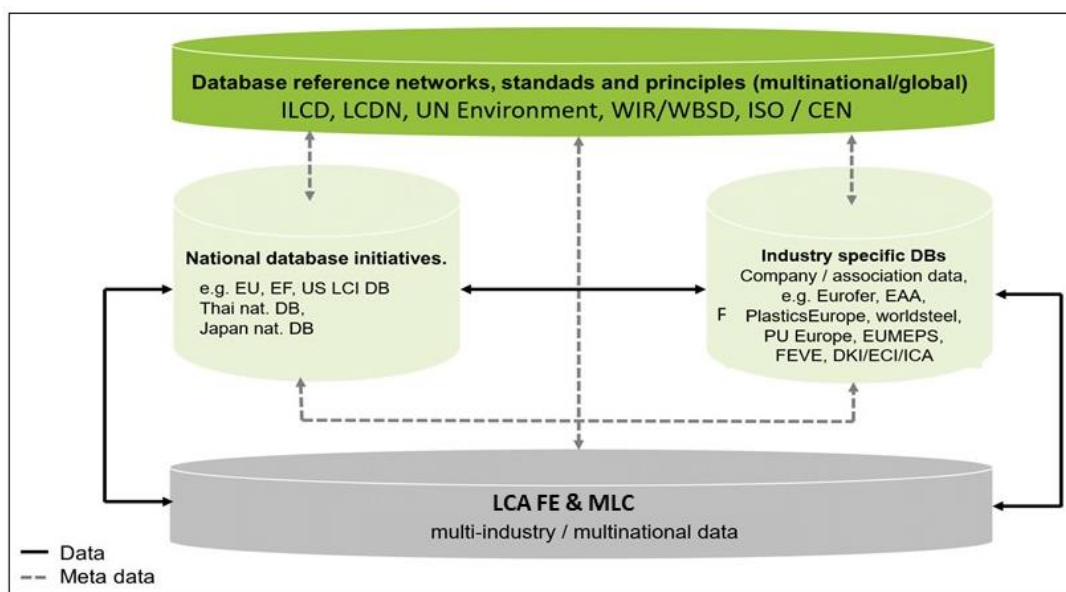 Database reference networks, standads and principles (multinational/global)
ILCD, LCDN, UN Environment, WIR/WBSD, ISO / CEN
National database initiatives.
e.g. EU, EF, US LCI DB
Thai nat. DB,
Japan nat. DB
Industry specific DBs
Company / association data,
e.g. Eurofer, EAA,
F PlasticsEurope, worldsteel,
PU Europe, EUMEPS,
FEVE, DKI/ECI/ICA
LCA FE & MLC
multi-industry / multinational data
Data
Meta data